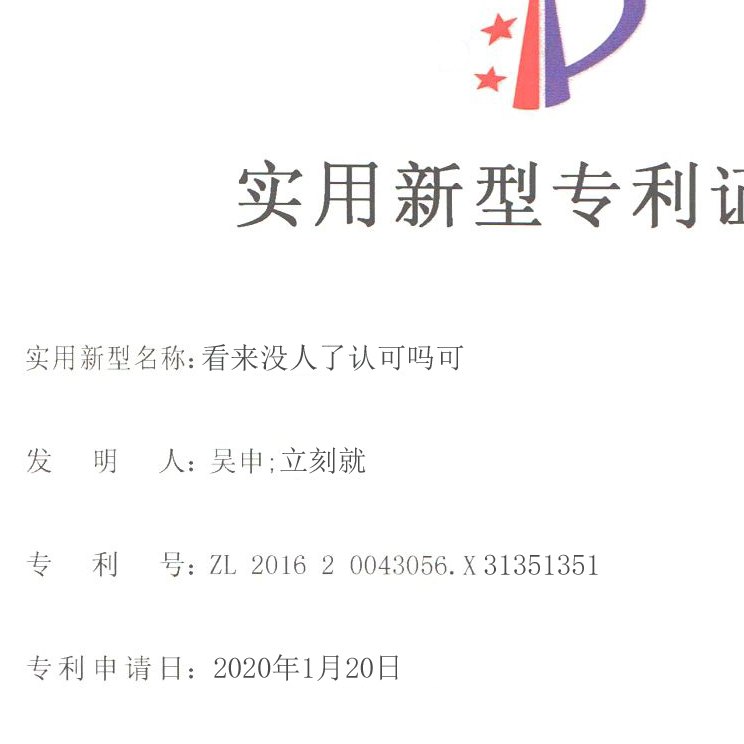 实用新型专利证
实用新型名称:看来没人了认可吗可
发 明 人: 吴申;立刻就
专 利 号: ZL 2016 2 0043056.X 31351351
专利申请日: 2020年1月20日